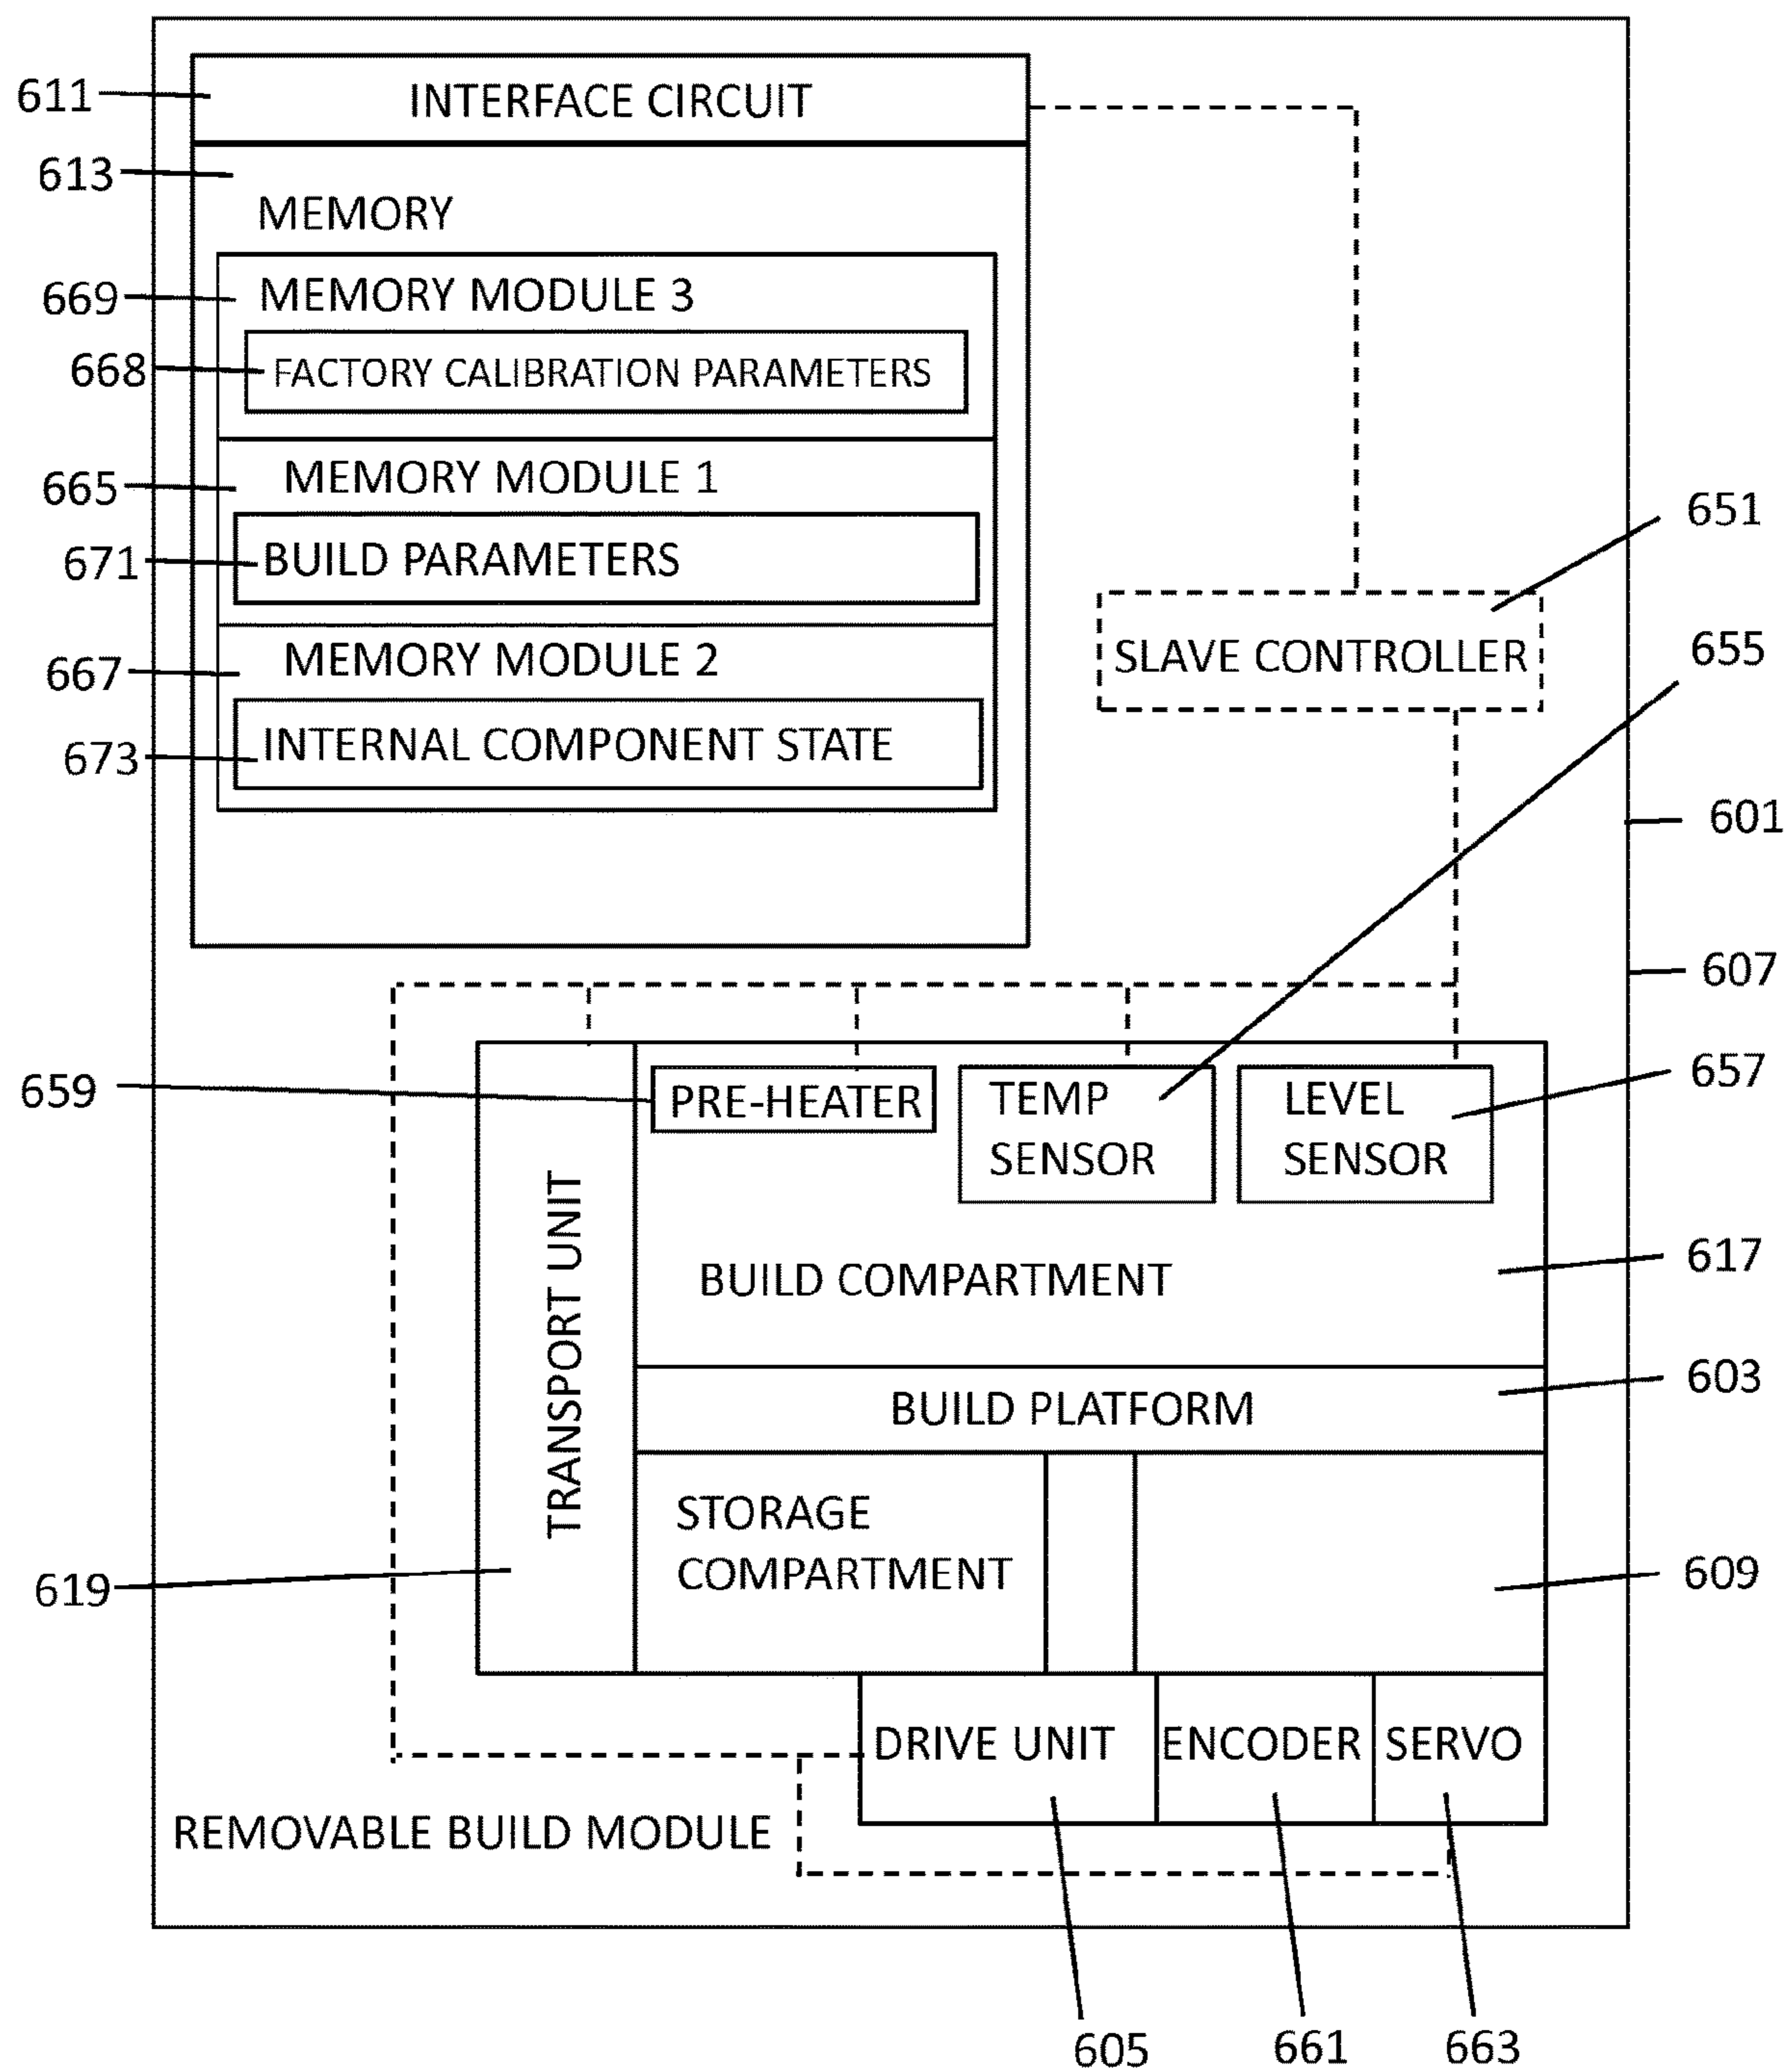 611
INTERFACE CIRCUIT
613
MEMORY
669
MEMORY MODULE 3
668
FACTORY CALIBRATION PARAMETERS
665
MEMORY MODULE 1
651
671
BUILD PARAMETERS
667
MEMORY MODULE 2
SLAVE CONTROLLER
655
673
INTERNAL COMPONENT STATE
601
607
659
PRE-HEATER
TEMP
SENSOR
LEVEL
SENSOR
657
TRANSPORT UNIT
BUILD COMPARTMENT
617
BUILD PLATFORM
603
STORAGE
COMPARTMENT
609
619
DRIVE UNIT
ENCODER
SERVO
REMOVABLE BUILD MODULE
605
661
663